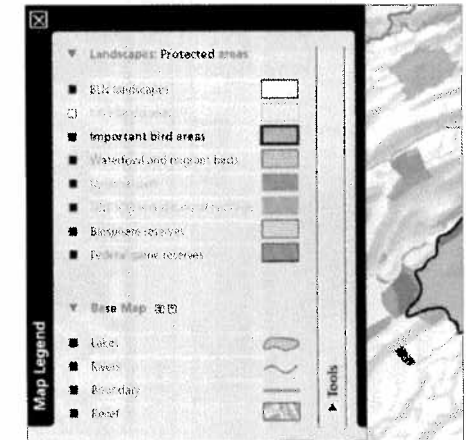 Landscapes: Protected areas
BLN landscapes
Important bird areas
Waterfowl and migrant birds
Biosphere reserves
Federal game reserves
Base Map
Lakes
Rivers
Boundary
Relief
Map Legend
Tools